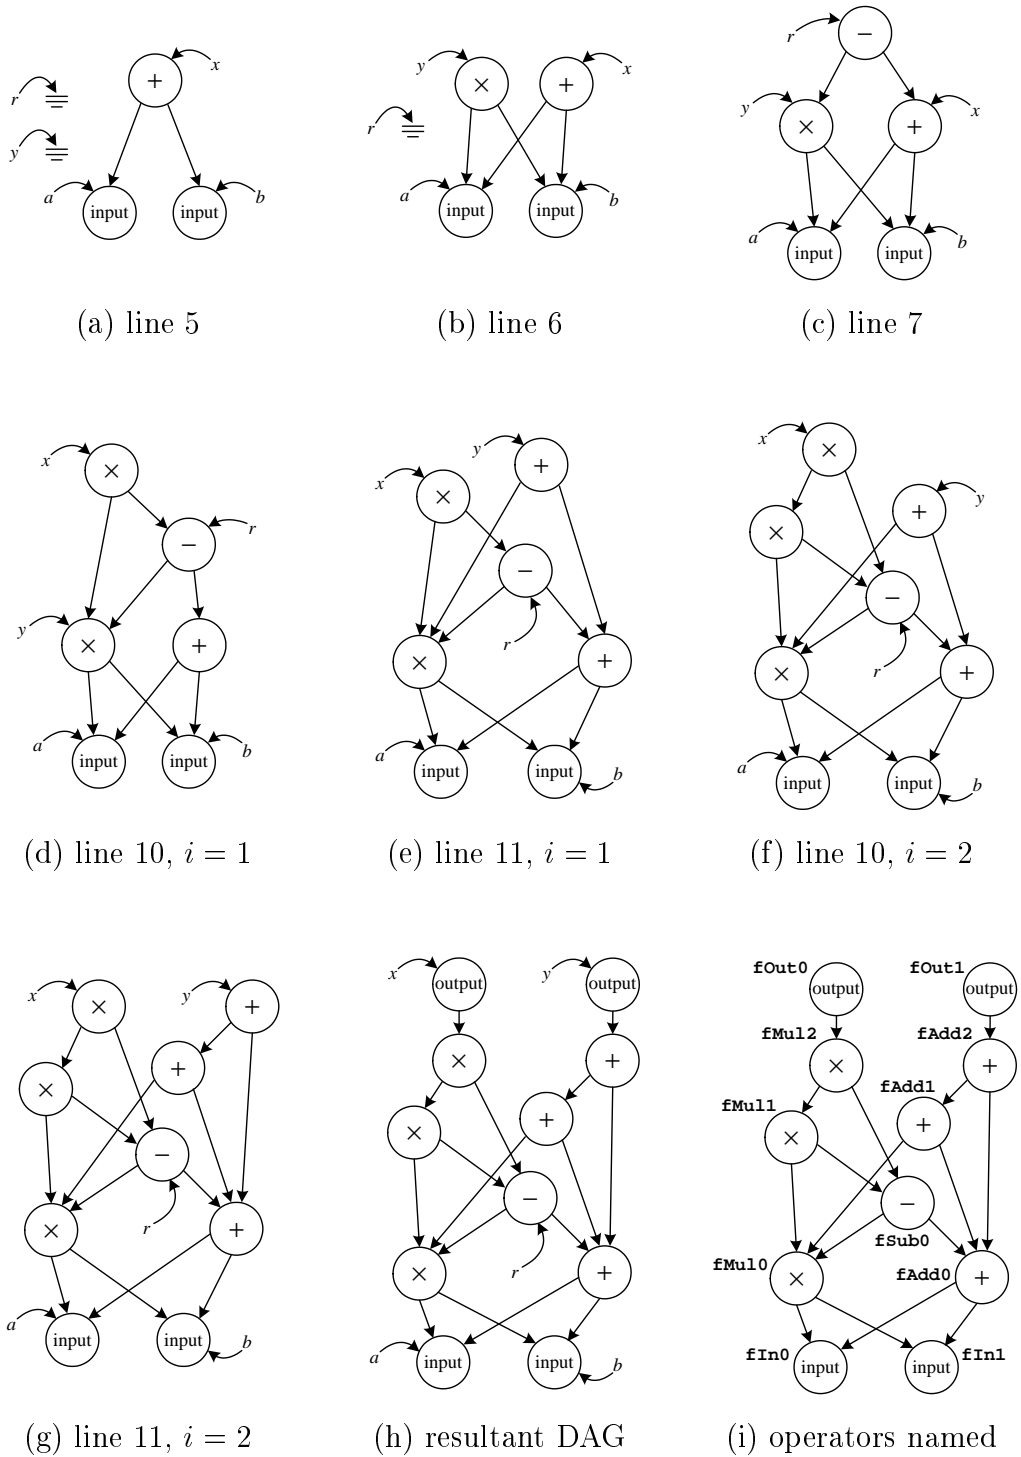 r
y
+
x
a
input
input
b
(a) line 5
y
×
+
x
r
a
input
input
b
(b) line 6
r
−
y
×
+
x
a
input
input
b
(c) line 7
x
×
−
r
y
×
+
a
input
input
b
(d) line 10, i = 1
y
+
x
×
−
r
×
+
a
input
input
b
(e) line 11, i = 1
x
×
+
y
×
−
r
×
+
a
input
input
b
(f) line 10, i = 2
x
×
y
+
+
×
−
r
×
+
a
input
input
b
(g) line 11, i = 2
x
output
y
output
×
+
+
×
−
r
×
+
a
input
input
b
(h) resultant DAG
fOut0
output
fOut1
output
fMul2
×
fAdd2
+
fAdd1
+
fMul1
×
−
fSub0
fMul0
×
fAdd0
+
fIn0
input
input
fIn1
(i) operators named